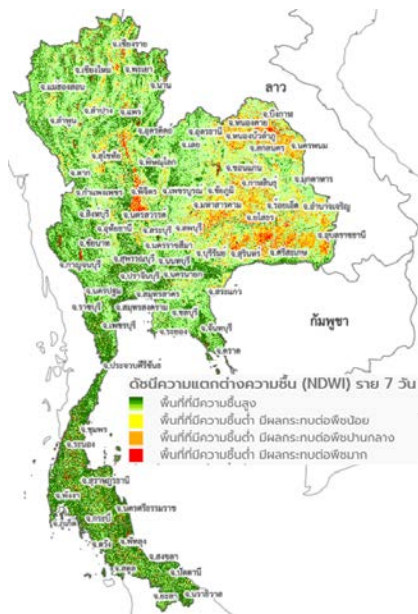 จ.เชียงราย
จ.เชียงใหม่
จ.พะเยา
จ.แม่ฮ่องสอน
จ.น่าน
ลาว
จ.ลำปาง
จ.แพร่
จ.บึงกาฬ
จ.ลำพูน
จ.อุตรดิตถ์
จ.อุดรธานี
จ.หนองคาย
จ.หนองบัวลำภู
จ.เลย
จ.สกลนคร
จ.นครพนม
จ.สุโขทัย
จ.พิษณุโลก
จ.ตาก
จ.ขอนแก่น
จ.มุกดาหาร
จ.กำแพงเพชร
จ.พิจิตร
จ.เพชรบูรณ์
จ.ชัยภูมิ
จ.กาฬสินธุ์
จ.มหาสารคาม
จ.ร้อยเอ็ด
จ.อำนาจเจริญ
จ.สิงห์บุรี
จ.นครสวรรค์
จ.ยโสธร
จ.อุทัยธานี
จ.สระบุรี
จ.ลพบุรี
จ.อุบลราชธานี
จ.ชัยนาท
จ.นครราชสีมา
จ.บุรีรัมย์
จ.สุรินทร์
จ.ศรีสะเกษ
จ.สุพรรณบุรี
จ.นนทบุรี
จ.กาญจนบุรี
จ.ปราจีนบุรี
จ.นครนายก
จ.นครปฐม
จ.สมุทรสาคร
จ.สระแก้ว
จ.ราชบุรี
จ.สมุทรสงคราม
จ.ชลบุรี
กัมพูชา
จ.เพชรบุรี
จ.ระยอง
จ.จันทบุรี
จ.ตราด
จ.ประจวบคีรีขันธ์
ดัชนีความแตกต่างความชื้น (NDWI) ราย 7 วัน
พื้นที่ที่มีความชื้นสูง
พื้นที่ที่มีความชื้นต่ำ มีผลกระทบต่อพืชน้อย
พื้นที่ที่มีความชื้นต่ำ มีผลกระทบต่อพืชปานกลาง
พื้นที่ที่มีความชื้นต่ำ มีผลกระทบต่อพืชมาก
จ.ชุมพร
จ.ระนอง
จ.สุราษฎร์ธานี
จ.พังงา
จ.นครศรีธรรมราช
จ.ภูเก็ต
จ.กระบี่
จ.ตรัง
จ.พัทลุง
จ.สงขลา
จ.สตูล
จ.ปัตตานี
จ.ยะลา
จ.นราธิวาส